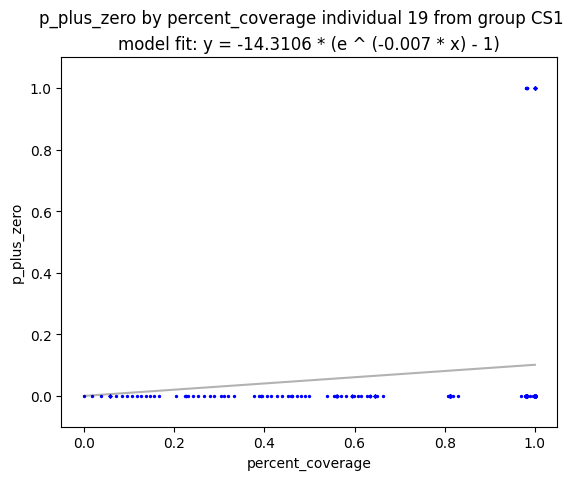 p_plus_zero by percent_coverage individual 19 from group CS1
model fit: y = -14.3106 * (e ^ (-0.007 * x) - 1)
1.0
0.8
0.6
0.4
0.2
0.0
p_plus_zero
0.0 0.2 0.4 0.6 0.8 1.0
percent_coverage